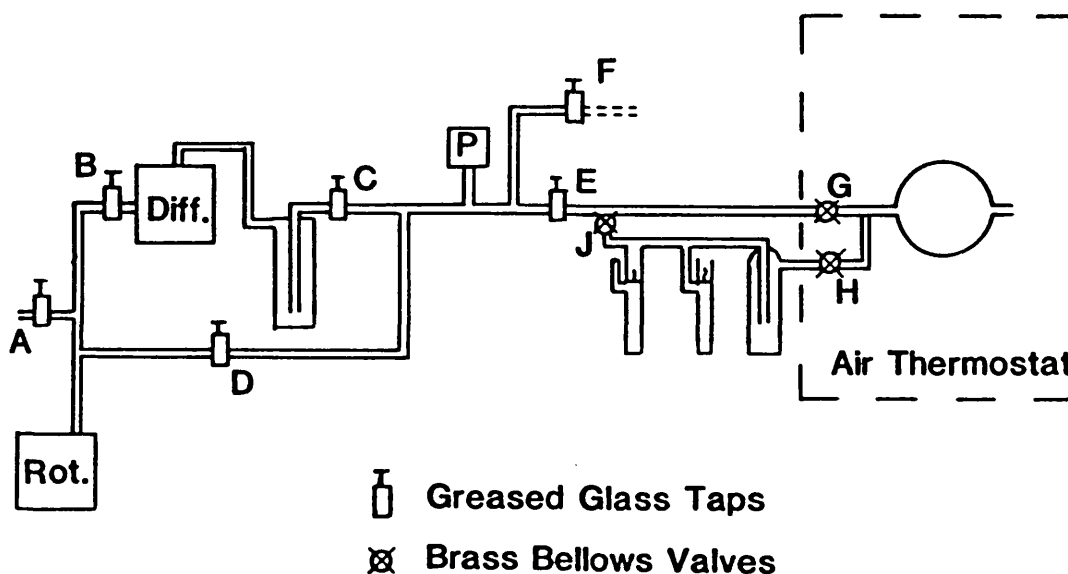 F
P
B
C
E
G
Diff.
J
H
A
D
Air Thermostat
Rot.
Greased Glass Taps
Brass Bellows Valves